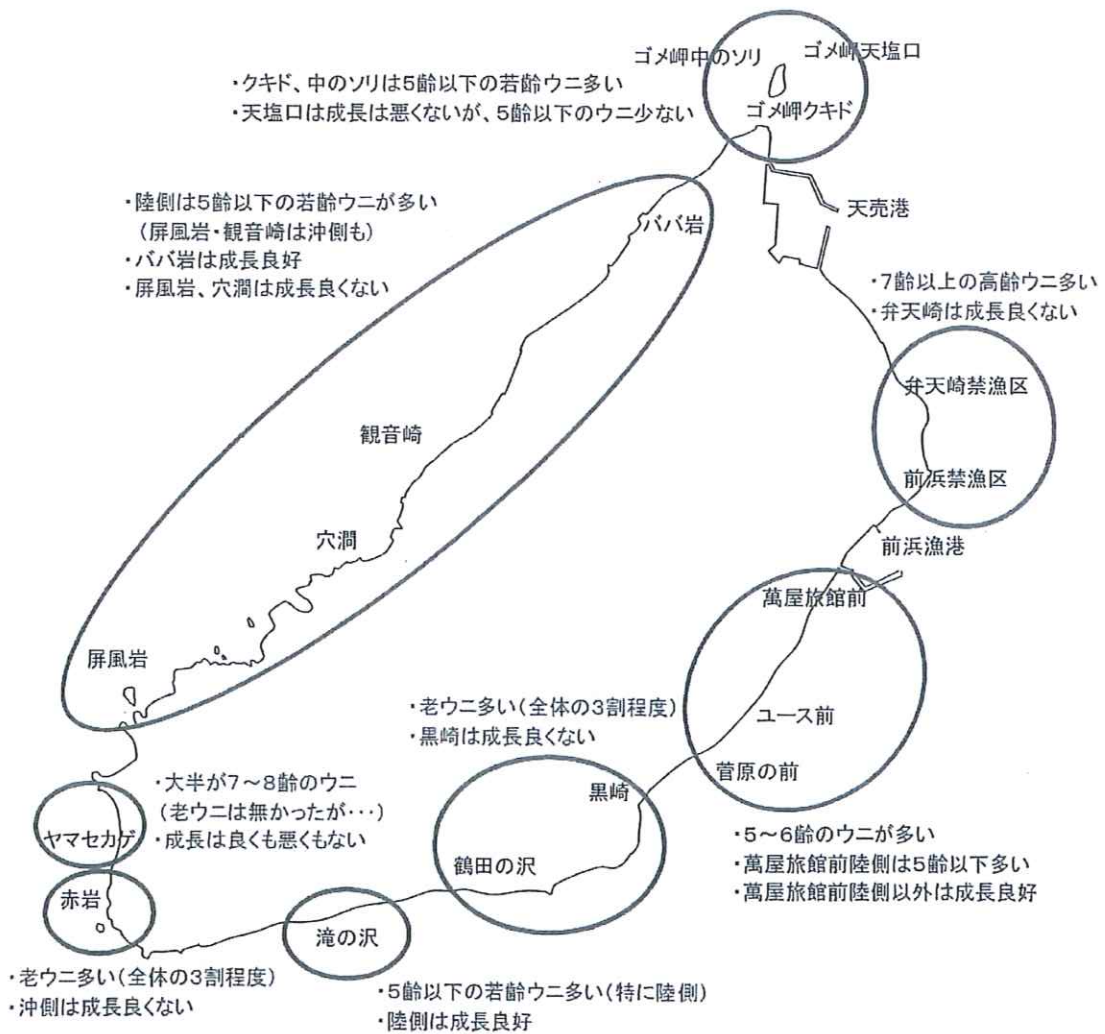 ゴメ岬中のソリ
ゴメ岬天塩口
ゴメ岬クキド
・クキド、中のソリは5齢以下の若齢ウニ多い
・天塩口は成長は悪くないが、5齢以下のウニ少ない
・陸側は5齢以下の若齢ウニが多い
(屏風岩・観音崎は沖側も)
・ババ岩は成長良好
・屏風岩、穴澗は成長良くない
ババ岩
天売港
・7齢以上の高齢ウニ多い
・弁天崎は成長良くない
弁天崎禁漁区
観音崎
前浜禁漁区
穴澗
前浜漁港
萬屋旅館前
屏風岩
ユース前
・老ウニ多い(全体の3割程度)
・黒崎は成長良くない
菅原の前
黒崎
・大半が7~8齢のウニ
(老ウニは無かったが・・・)
・成長は良くも悪くもない
ヤマセカゲ
・5~6齢のウニが多い
・萬屋旅館前陸側は5齢以下多い
・萬屋旅館前陸側以外は成長良好
鶴田の沢
赤岩
滝の沢
・老ウニ多い(全体の3割程度)
・沖側は成長良くない
・5齢以下の若齢ウニ多い(特に陸側)
・陸側は成長良好